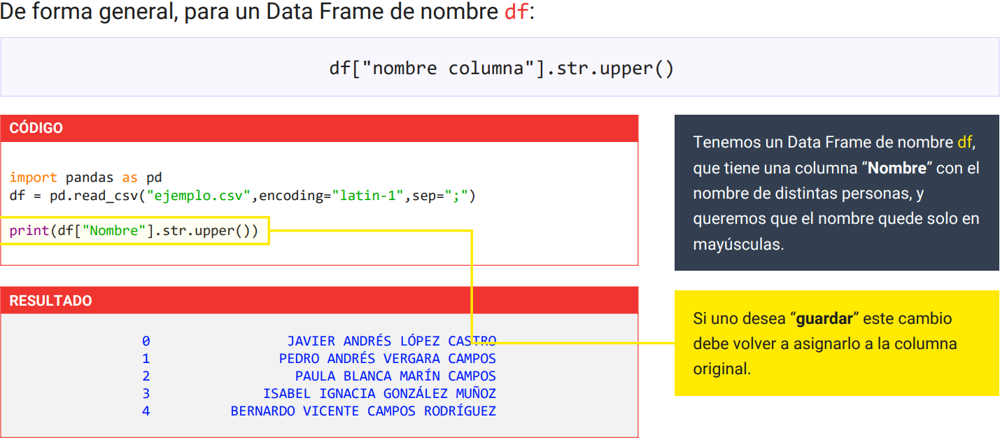 De forma general, para un Data Frame de nombre df:
df["nombre columna"].str.upper()
CÓDIGO
import pandas as pd
df = pd.read_csv("ejemplo.csv",encoding="latin-1",sep=";")
print(df["Nombre"].str.upper())
Tenemos un Data Frame de nombre df,
que tiene una columna “Nombre” con el
nombre de distintas personas, y
queremos que el nombre quede solo en
mayúsculas.
RESULTADO
0 JAVIER ANDRÉS LÓPEZ CASTRO
1 PEDRO ANDRÉS VERGARA CAMPOS
2 PAULA BLANCA MARÍN CAMPOS
3 ISABEL IGNACIA GONZÁLEZ MUÑOZ
4 BERNARDO VICENTE CAMPOS RODRÍGUEZ
Si uno desea “guardar” este cambio
debe volver a asignarlo a la columna
original.